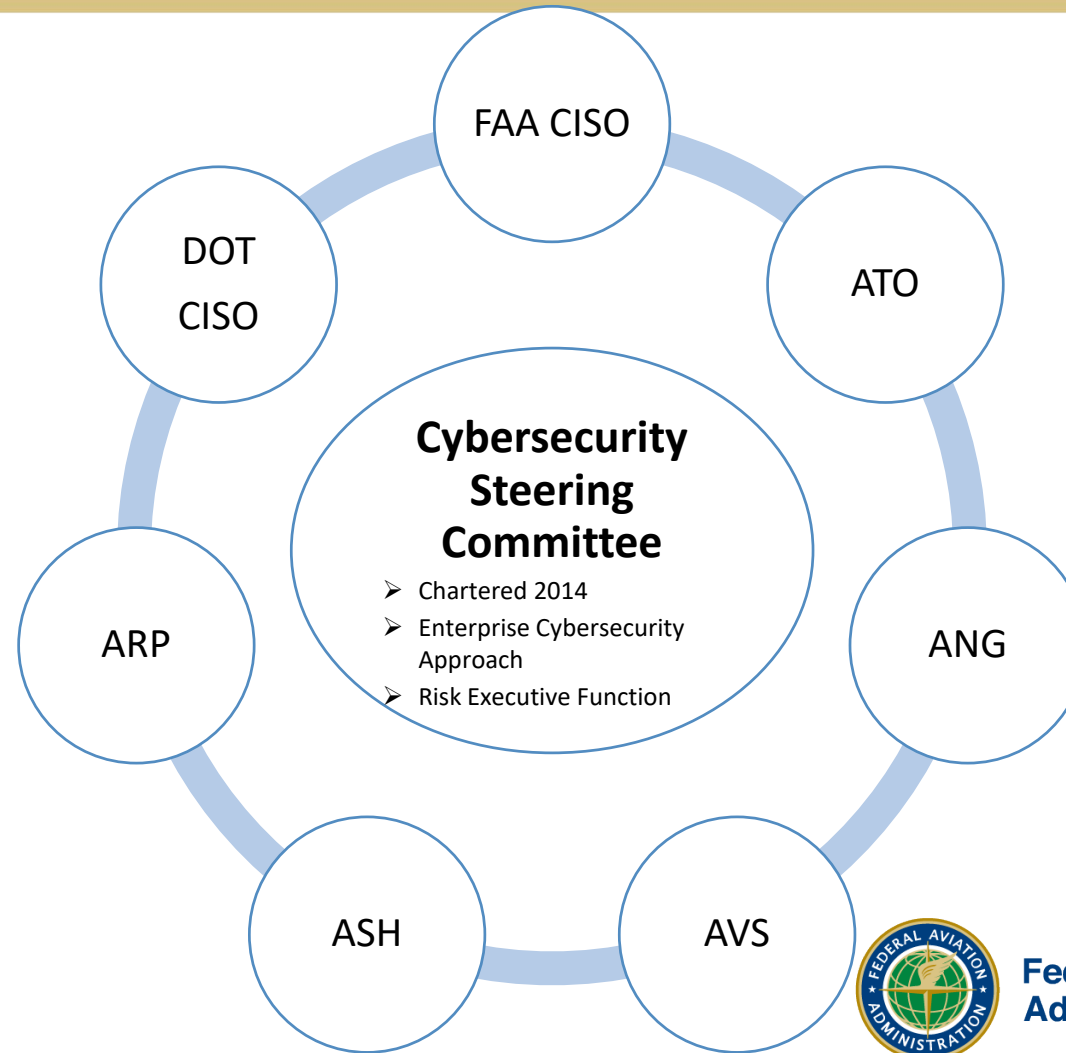 FAA CISO
DOT
CISO
ATO
Cybersecurity
Steering
Committee
➢ Chartered 2014
➢ Enterprise Cybersecurity
Approach
➢ Risk Executive Function
ARP
ANG
ASH
AVS
FEDERAL AVIATION
ADMINISTRATION